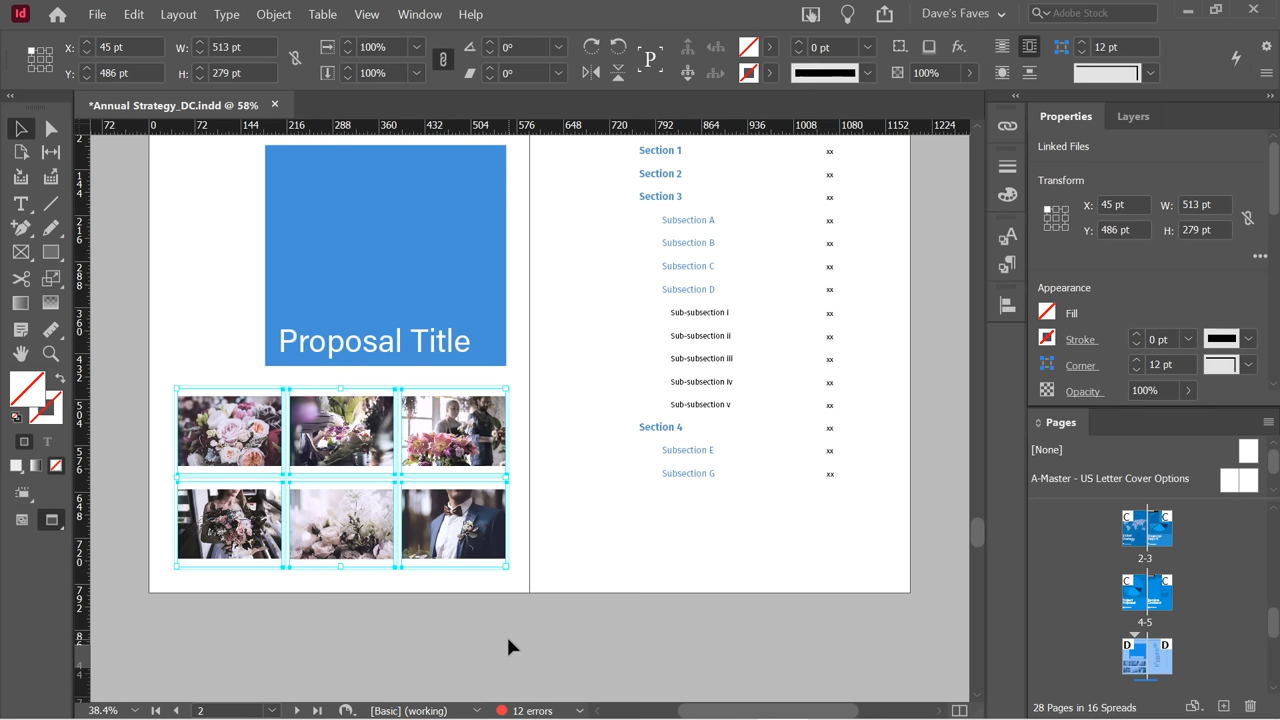 Id File Edit Layout Type Object Table View Window Help Dave's Faves Adobe Stock
X: 45 pt W: 513 pt 100% 0° P 0 pt fx. 12 pt
Y: 486 pt H: 279 pt 100% 0° 100%
*Annual Strategy_DC.indd @ 58% ×
72 0 72 144 216 288 360 432 504 576 648 720 792 864 936 1008 1080 1152 1224
Proposal Title
Section 1 xx
Section 2 xx
Section 3 xx
Subsection A xx
Subsection B xx
Subsection C xx
Subsection D xx
Sub-subsection i xx
Sub-subsection ii xx
Sub-subsection iii xx
Sub-subsection iv xx
Sub-subsection v xx
Section 4 xx
Subsection E xx
Subsection G xx
Properties Layers
Linked Files
Transform
X: 45 pt W: 513 pt
Y: 486 pt H: 279 pt
Appearance
Fill
Stroke 0 pt
Corner 12 pt
Opacity 100%
Pages
[None]
A-Master - US Letter Cover Options
C C
2-3
C C
4-5
D D
28 Pages in 16 Spreads
38.4% 2 [Basic] (working) 12 errors